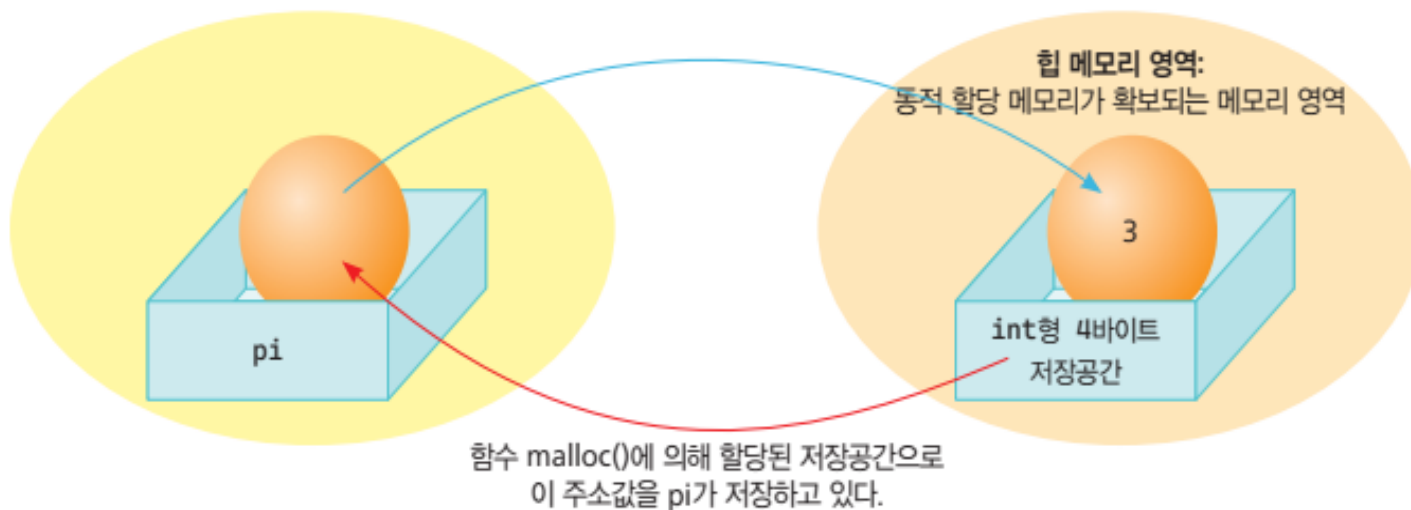 힙 메모리 영역:
동적 할당 메모리가 확보되는 메모리 영역
3
pi
int형 4바이트
저장공간
함수 malloc()에 의해 할당된 저장공간으로
이 주소값을 pi가 저장하고 있다.